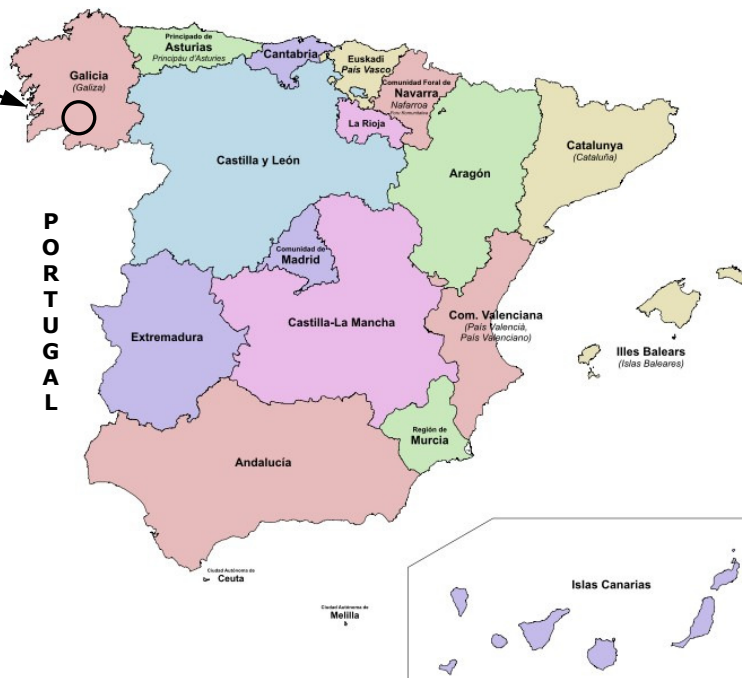 Principado de
Asturias
Principáu d'Asturies
Cantabria
Euskadi
País Vasco
Galicia
(Galiza)
Comunidad Foral de
Navarra
Nafarroa
La Rioja
Catalunya
(Cataluña)
Castilla y León
Aragón
PORTUGAL
Comunidad de
Madrid
Com. Valenciana
(País Valencià,
País Valenciano)
Castilla-La Mancha
Extremadura
Illes Balears
(Islas Baleares)
Región de
Murcia
Andalucía
Ciudad Autónoma de
Ceuta
Islas Canarias
Ciudad Autónoma de
Melilla